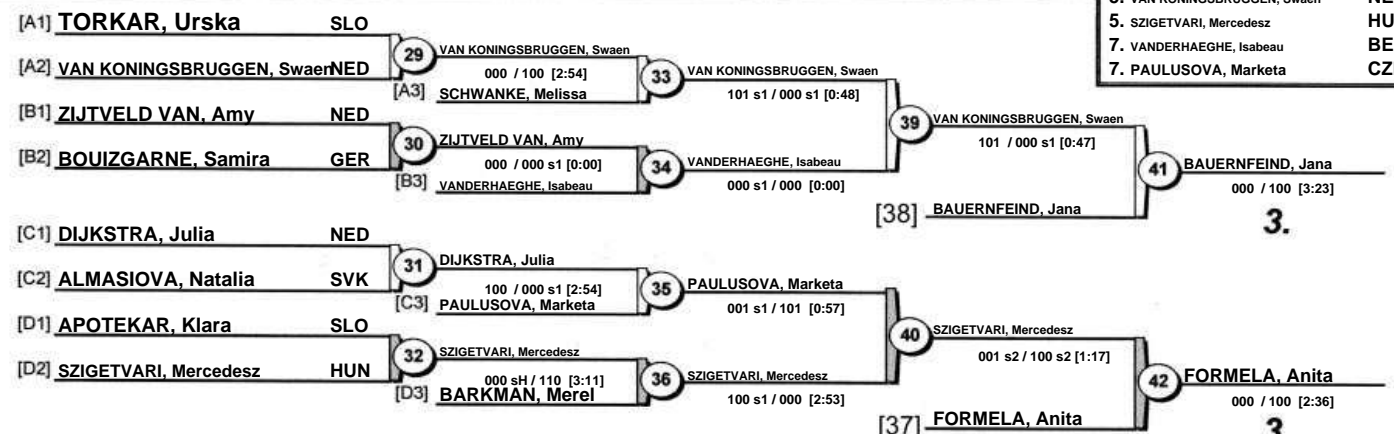 5. SZIGETVARI, Mercedesz HU
7. VANDERHAEGHE, Isabeau BE
7. PAULUSOVA, Marketa CZ
[A1] TORKAR, Urska SLO
29
VAN KONINGSBRUGGEN, Swaen
[A2] VAN KONINGSBRUGGEN, Swaen NED
000 / 100 [2:54]
33
VAN KONINGSBRUGGEN, Swaen
[A3] SCHWANKE, Melissa
101 s1 / 000 s1 [0:48]
[B1] ZIJTVELD VAN, Amy NED
39
VAN KONINGSBRUGGEN, Swaen
30
ZIJTVELD VAN, Amy
[B2] BOUIZGARNE, Samira GER
000 / 000 s1 [0:00]
34
VANDERHAEGHE, Isabeau
101 / 000 s1 [0:47]
41
BAUERNFEIND, Jana
[B3] VANDERHAEGHE, Isabeau
000 s1 / 000 [0:00]
000 / 100 [3:23]
[38] BAUERNFEIND, Jana
3.
[C1] DIJKSTRA, Julia NED
31
DIJKSTRA, Julia
[C2] ALMASIOVA, Natalia SVK
100 / 000 s1 [2:54]
35
PAULUSOVA, Marketa
[C3] PAULUSOVA, Marketa
001 s1 / 101 [0:57]
[D1] APOTEKAR, Klara SLO
40
SZIGETVARI, Mercedesz
32
SZIGETVARI, Mercedesz
001 s2 / 100 s2 [1:17]
[D2] SZIGETVARI, Mercedesz HUN
000 sH / 110 [3:11]
36
SZIGETVARI, Mercedesz
42
FORMELA, Anita
[D3] BARKMAN, Merel
100 s1 / 000 [2:53]
000 / 100 [2:36]
[37] FORMELA, Anita
3